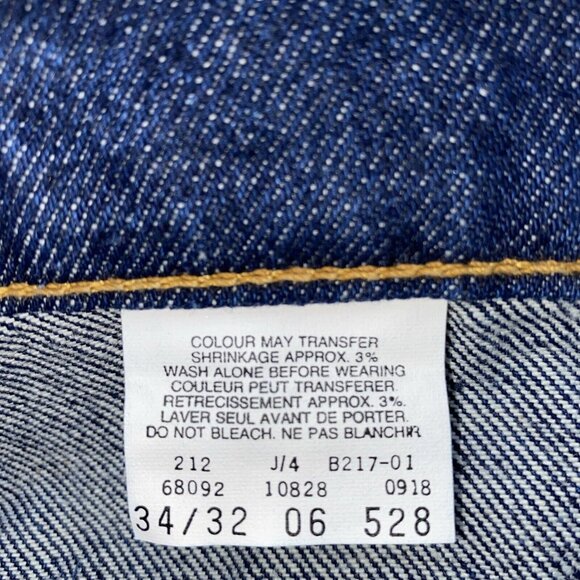 COLOUR MAY TRANSFER
SHRINKAGE APPROX. 3%
WASH ALONE BEFORE WEARING
COULEUR PEUT TRANSFERER.
RETRECISSEMENT APPROX. 3%.
LAVER SEUL AVANT DE PORTER.
DO NOT BLEACH. NE PAS BLANCHIR
212 J/4 B217-01
68092 10828 0918
34/32 06 528